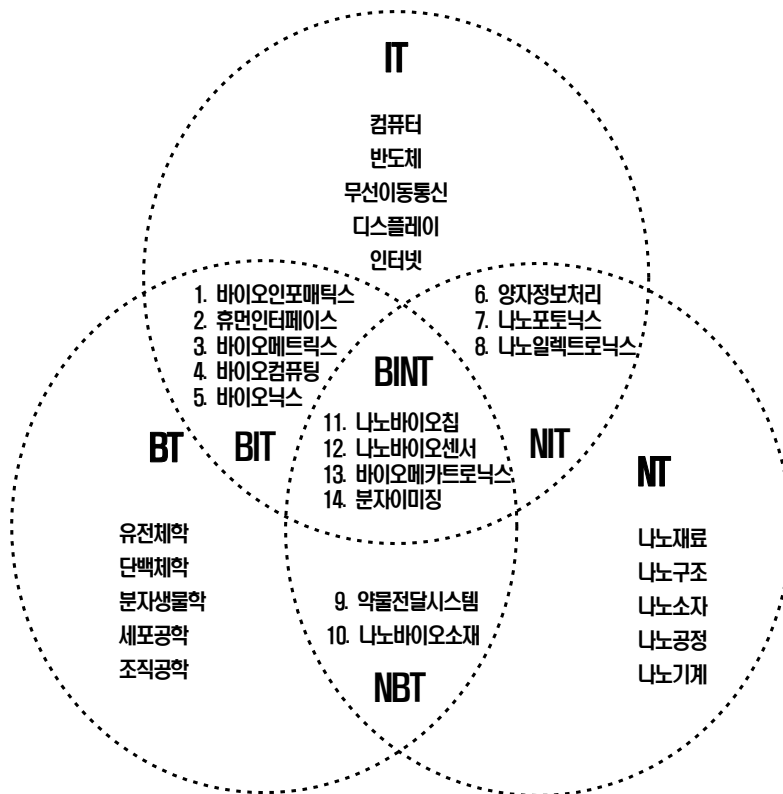 IT
컴퓨터
반도체
무선이동통신
디스플레이
인터넷
1. 바이오인포매틱스
2. 휴먼인터페이스
3. 바이오메트릭스
4. 바이오컴퓨팅
5. 바이오닉스
6. 양자정보처리
7. 나노포토닉스
8. 나노일렉트로닉스
BINT
11. 나노바이오칩
12. 나노바이오센서
13. 바이오메카트로닉스
14. 분자이미징
BT
BIT
NIT
NT
유전체학
단백체학
분자생물학
세포공학
조직공학
9. 약물전달시스템
10. 나노바이오소재
NBT
나노재료
나노구조
나노소자
나노공정
나노기계